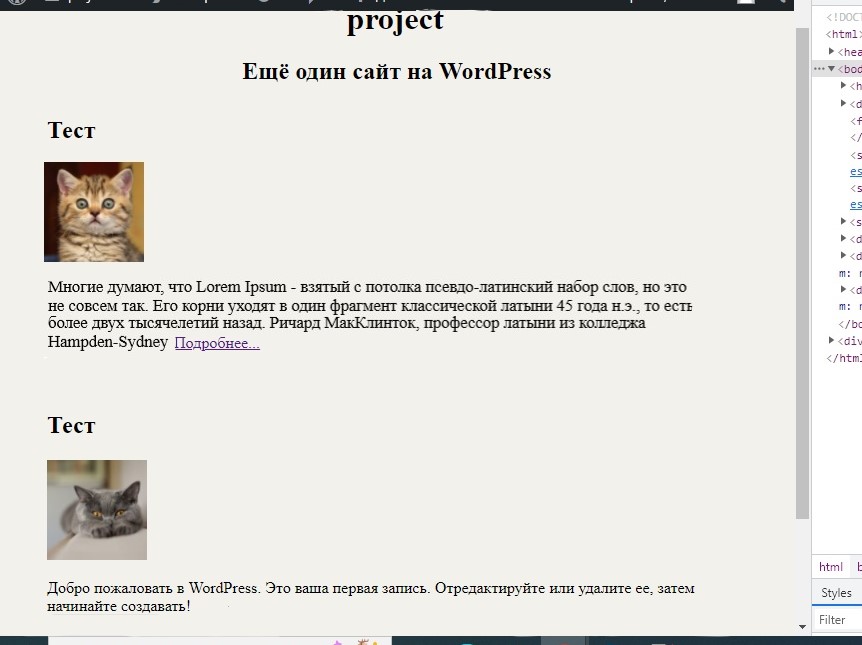 project
Ещё один сайт на WordPress
Тест
Многие думают, что Lorem Ipsum - взятый с потолка псевдо-латинский набор слов, но это
не совсем так. Его корни уходят в один фрагмент классической латыни 45 года н.э., то есть
более двух тысячелетий назад. Ричард МакКлинток, профессор латыни из колледжа
Hampden-Sydney Подробнее...
Тест
Добро пожаловать в WordPress. Это ваша первая запись. Отредактируйте или удалите ее, затем
начинайте создавать!
<!DOCT
<html>
<hea
<bod
<h
<d
<f
</
<s
es
<s
es
<s
<d
<d
m: r
<d
m: r
</bo
<div
</html
html b
Styles
Filter